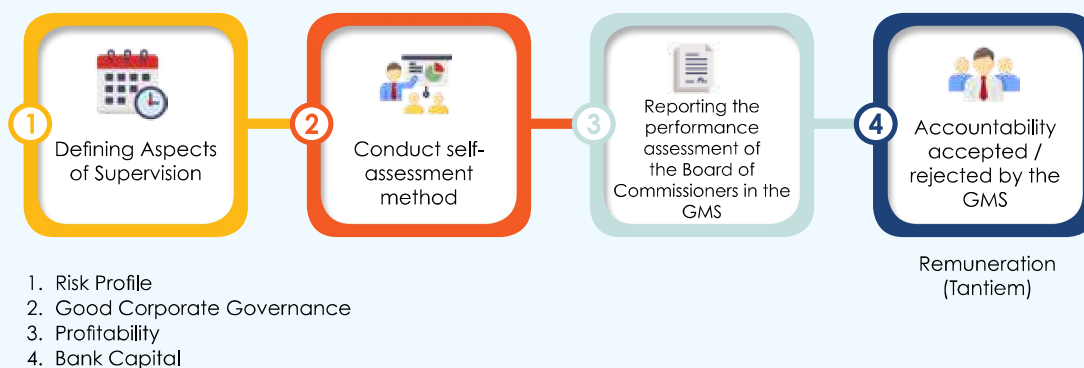 1
Defining Aspects
of Supervision
2
Conduct self-
assessment
method
3
Reporting the
performance
assessment of
the Board of
Commissioners in the
GMS
4
Accountability
accepted /
rejected by the
GMS
1. Risk Profile
2. Good Corporate Governance
3. Profitability
4. Bank Capital
Remuneration
(Tantiem)